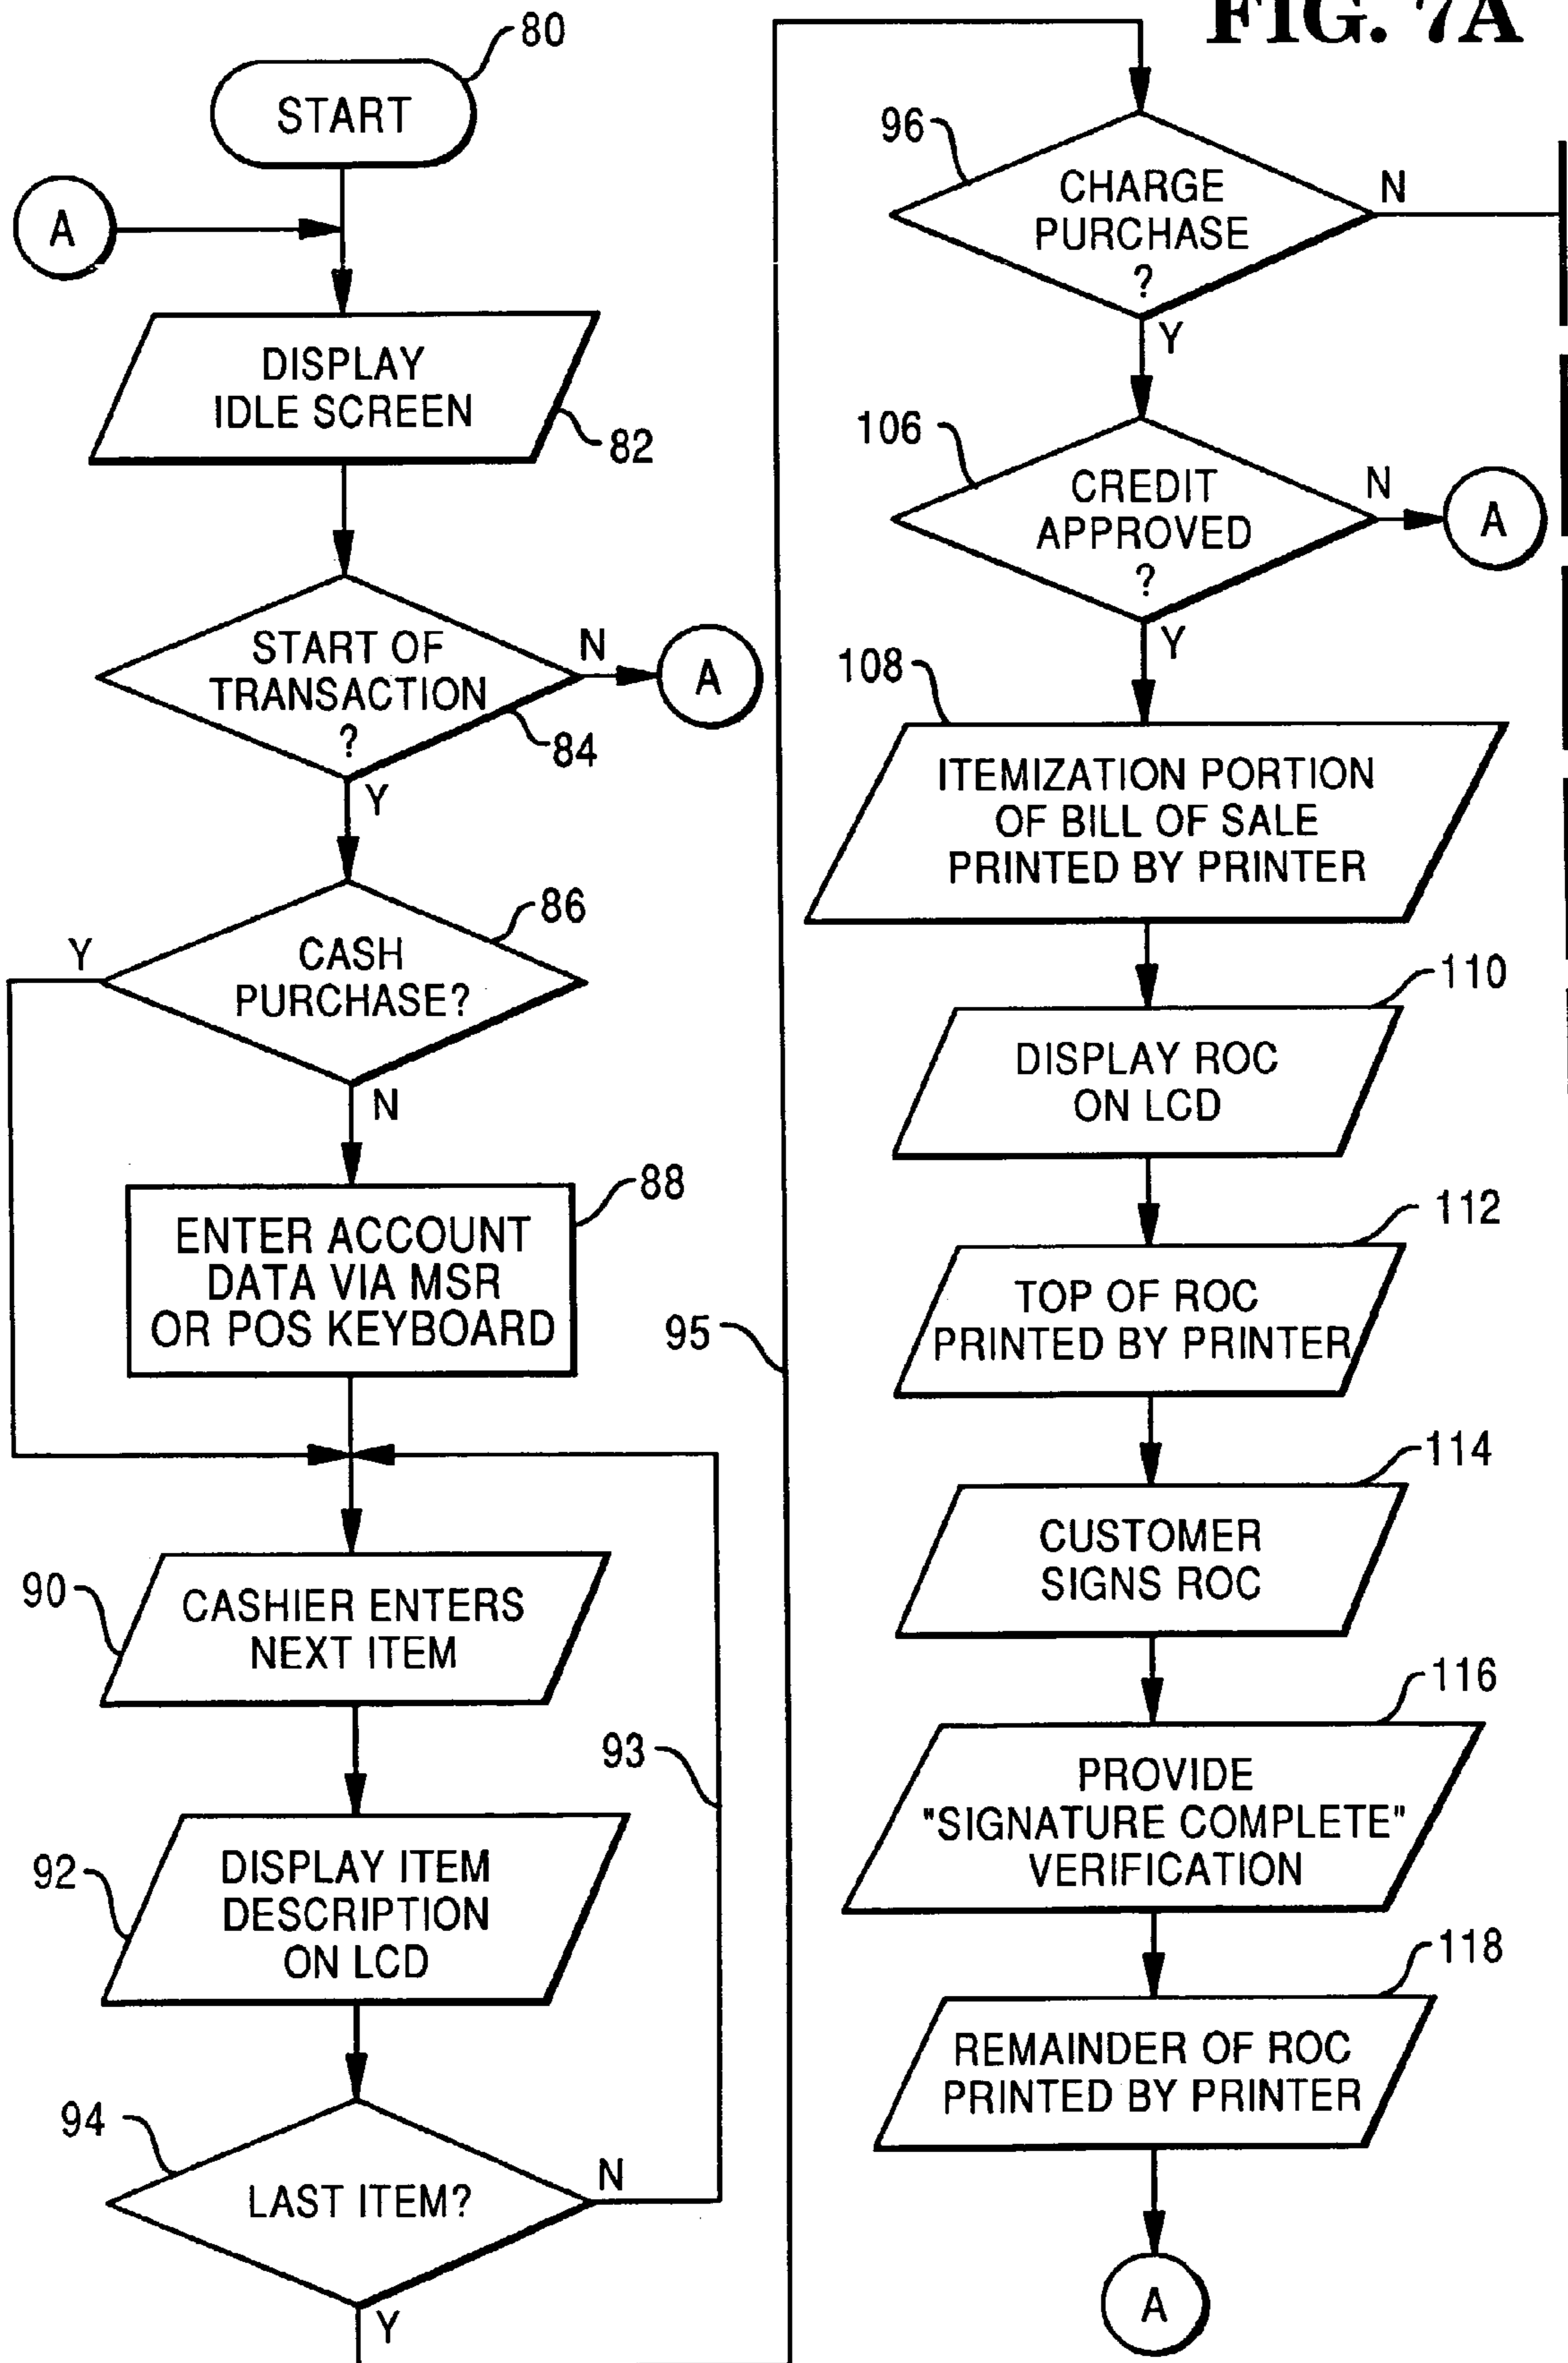 FIG. 7A
80
START
A
DISPLAY
IDLE SCREEN
82
START OF
TRANSACTION
?
N
A
84
Y
86
Y
CASH
PURCHASE?
N
88
ENTER ACCOUNT
DATA VIA MSR
OR POS KEYBOARD
90
CASHIER ENTERS
NEXT ITEM
93
92
DISPLAY ITEM
DESCRIPTION
ON LCD
94
LAST ITEM?
N
Y
95
96
CHARGE
PURCHASE
?
N
Y
106
CREDIT
APPROVED
?
N
A
Y
108
ITEMIZATION PORTION
OF BILL OF SALE
PRINTED BY PRINTER
110
DISPLAY ROC
ON LCD
112
TOP OF ROC
PRINTED BY PRINTER
114
CUSTOMER
SIGNS ROC
116
PROVIDE
"SIGNATURE COMPLETE"
VERIFICATION
118
REMAINDER OF ROC
PRINTED BY PRINTER
A